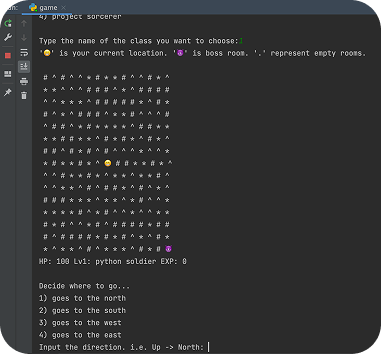 game
4) project sorcerer
Type the name of the class you want to choose:
'😄' is your current location. '👿' is boss room. '.' represent empty rooms.
# ^ # ^ ^ * # * * # ^ ^ # * ^
* * ^ ^ ^ # # # ^ * ^ # # # #
^ ^ * * * ^ # # # # # * ^ # *
# ^ * ^ # # # ^ * * # ^ ^ ^ #
^ # # ^ # * * * * * ^ # # * *
* * # # * * ^ # * # * ^ # ^ *
# # ^ # * # ^ # ^ ^ ^ * ^ ^ *
* # * * # * ^ 😄 # # * * # * ^
^ ^ # * * # * ^ * * ^ * * # ^
^ ^ * * # ^ # ^ # # * ^ # * ^
# # # * * * ^ * * ^ * # ^ ^ *
* * * * # ^ # * # ^ * ^ ^ # *
# * # ^ ^ * # ^ # # # # * # #
# ^ # # # # * # ^ * # ^ # ^ *
* ^ * * ^ # ^ * * * ^ # * # 👿
HP: 100 Lv1: python soldier EXP: 0
Decide where to go...
1) goes to the north
2) goes to the south
3) goes to the west
4) goes to the east
Input the direction. i.e. Up -> North: